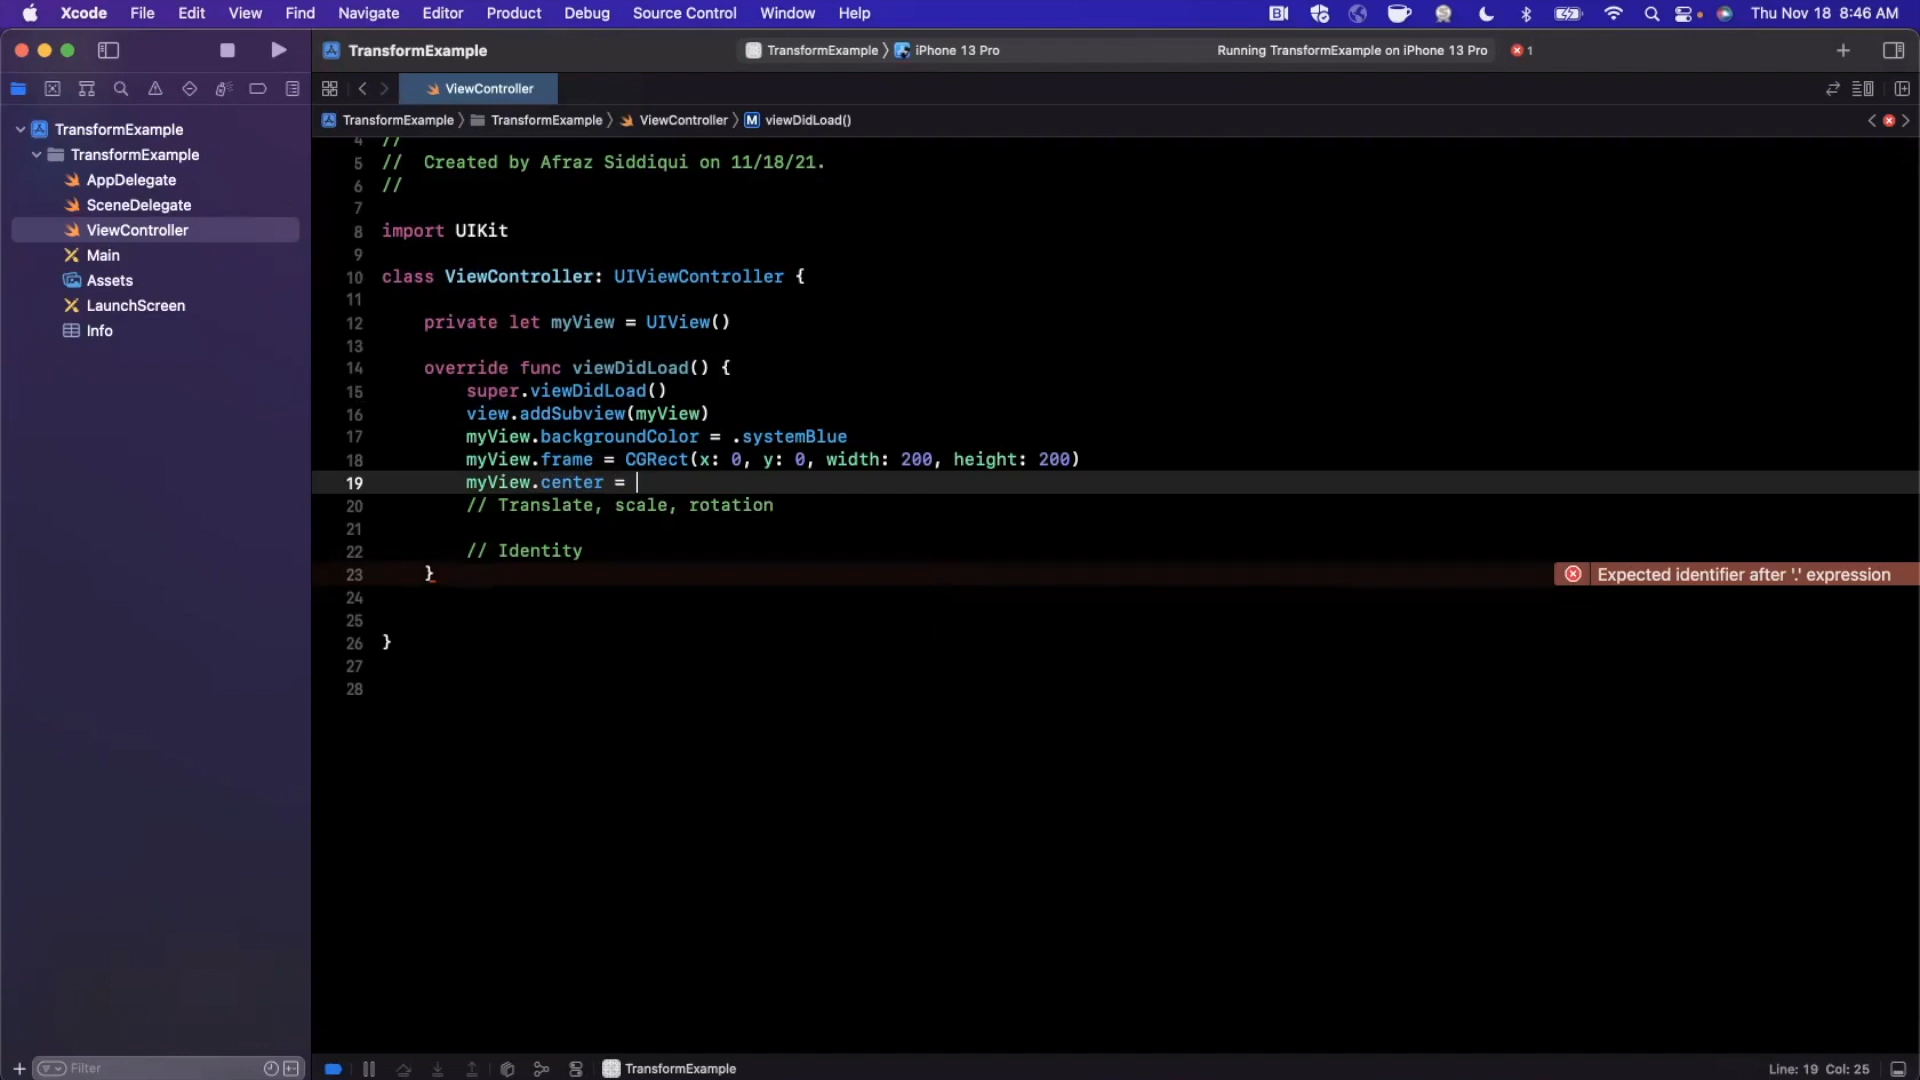 Xcode File Edit View Find Navigate Editor Product Debug Source Control Window Help Thu Nov 18 8:46 AM
TransformExample TransformExample 〉 iPhone 13 Pro Running TransformExample on iPhone 13 Pro 1
ViewController
TransformExample 〉 TransformExample 〉 ViewController 〉 M viewDidLoad()
TransformExample
TransformExample
AppDelegate
SceneDelegate
ViewController
Main
Assets
LaunchScreen
Info
4 //
5 //  Created by Afraz Siddiqui on 11/18/21.
6 //
7
8 import UIKit
9
10 class ViewController: UIViewController {
11
12     private let myView = UIView()
13
14     override func viewDidLoad() {
15         super.viewDidLoad()
16         view.addSubview(myView)
17         myView.backgroundColor = .systemBlue
18         myView.frame = CGRect(x: 0, y: 0, width: 200, height: 200)
19         myView.center =
20         // Translate, scale, rotation
21
22         // Identity
23     } Expected identifier after '.' expression
24
25
26 }
27
28
Filter TransformExample Line: 19 Col: 25